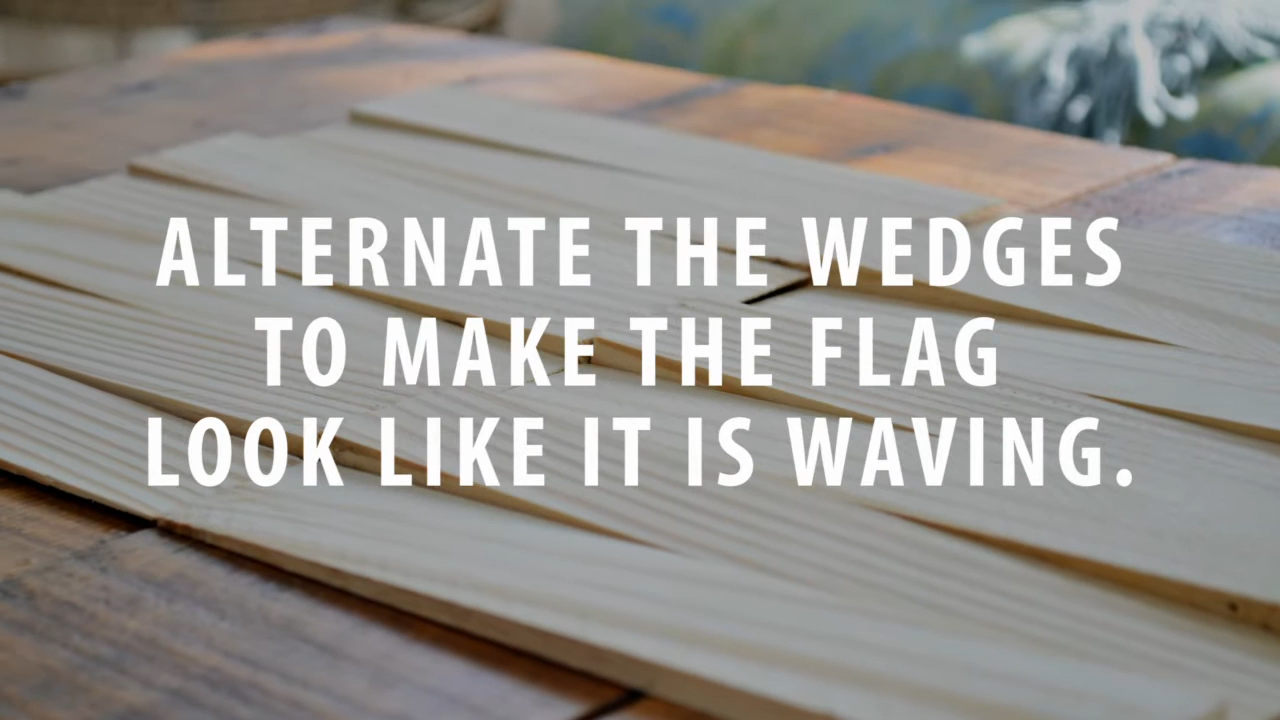 ALTERNATE THE WEDGES
TO MAKE THE FLAG
LOOK LIKE IT IS WAVING.